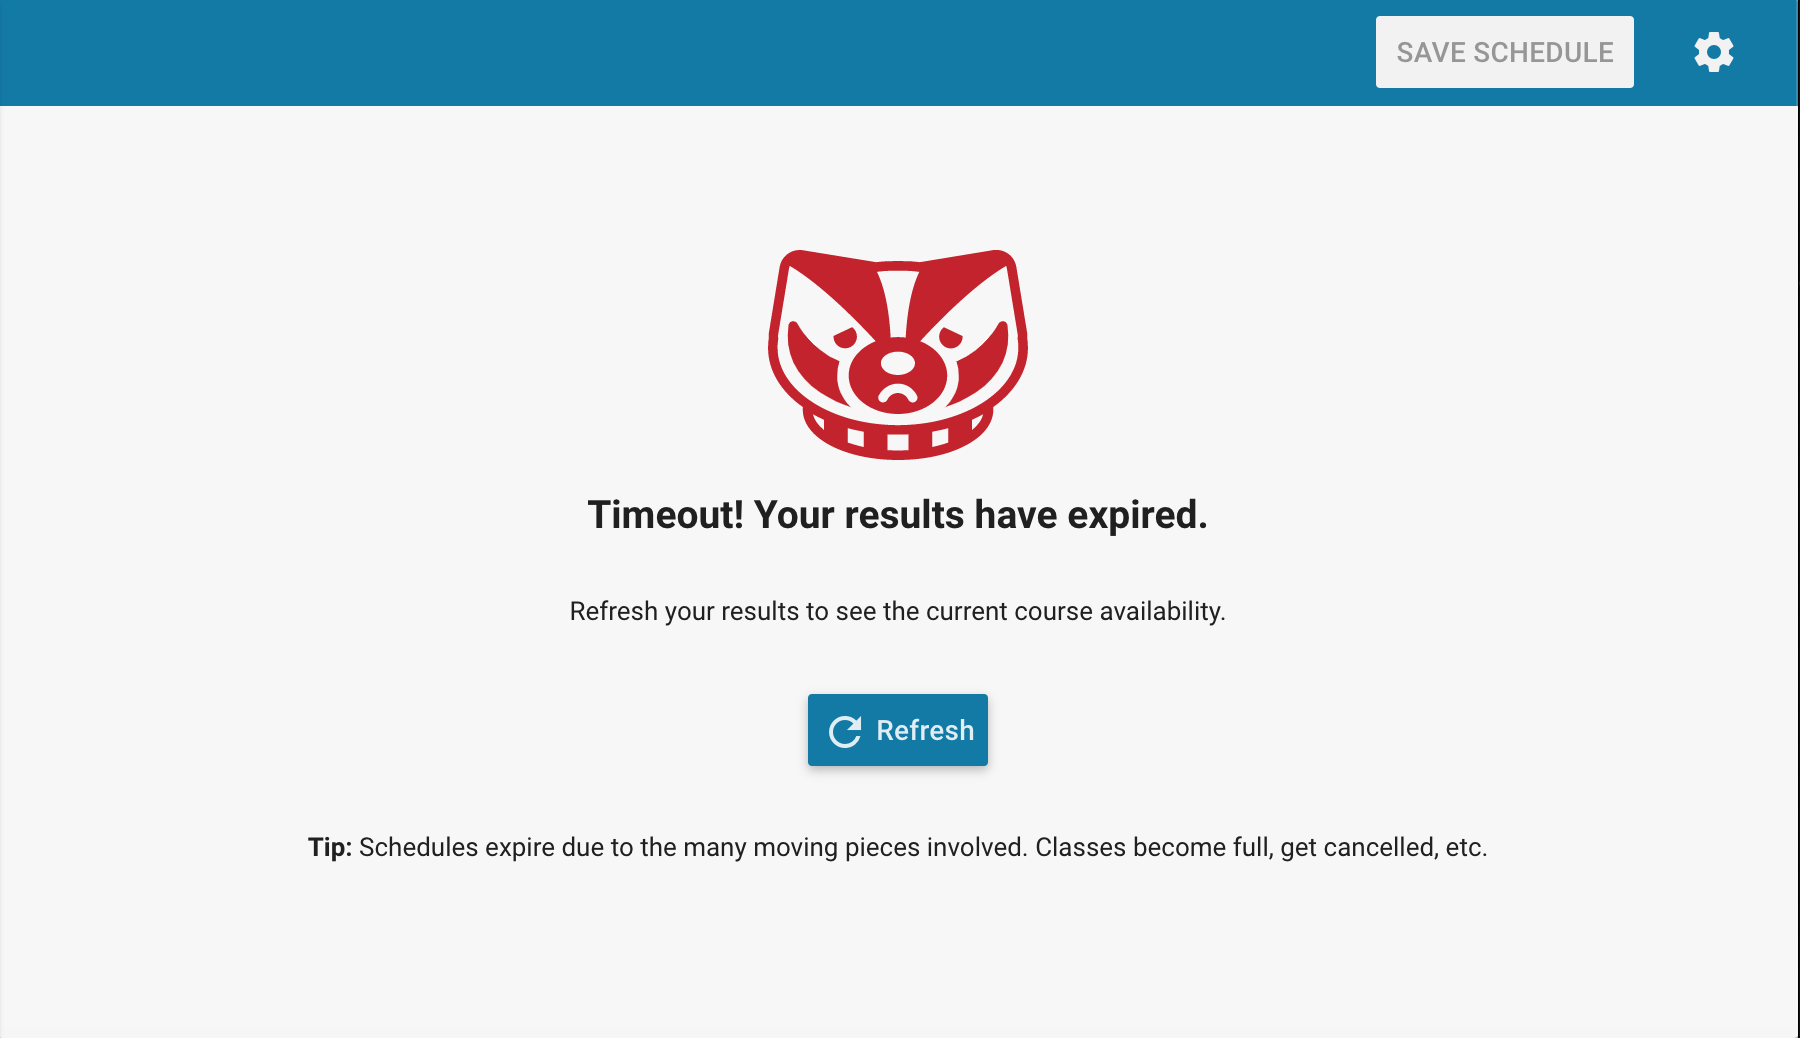 SAVE SCHEDULE
Timeout! Your results have expired.
Refresh your results to see the current course availability.
Refresh
Tip: Schedules expire due to the many moving pieces involved. Classes become full, get cancelled, etc.